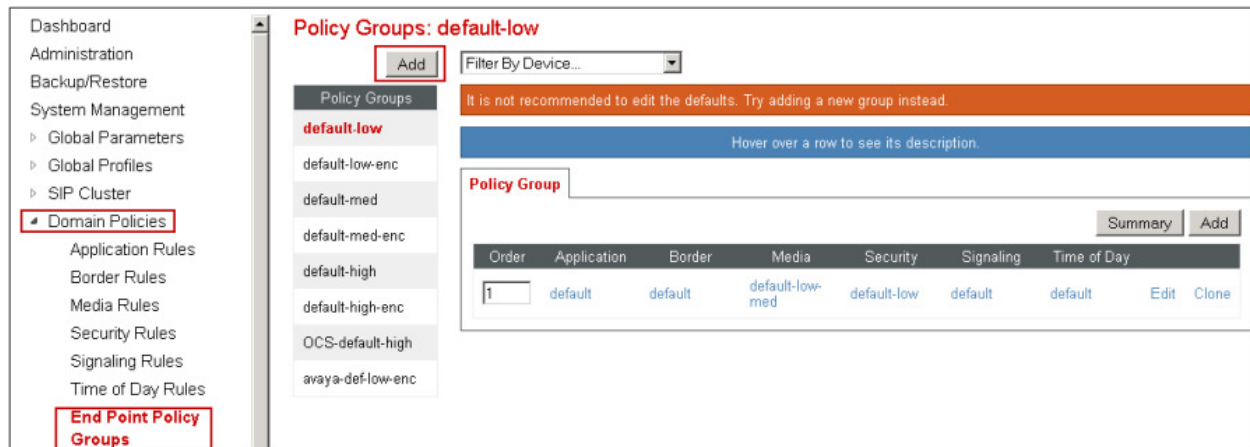 Dashboard
Administration
Backup/Restore
System Management
Global Parameters
Global Profiles
SIP Cluster
Domain Policies
Application Rules
Border Rules
Media Rules
Security Rules
Signaling Rules
Time of Day Rules
End Point Policy
Groups
Policy Groups: default-low
Add
Filter By Device...
Policy Groups
default-low
default-low-enc
default-med
default-med-enc
default-high
default-high-enc
OCS-default-high
avaya-def-low-enc
It is not recommended to edit the defaults. Try adding a new group instead.
Hover over a row to see its description.
Policy Group
Summary Add
Order Application Border Media Security Signaling Time of Day
1 default default default-low-med default-low default default Edit Clone